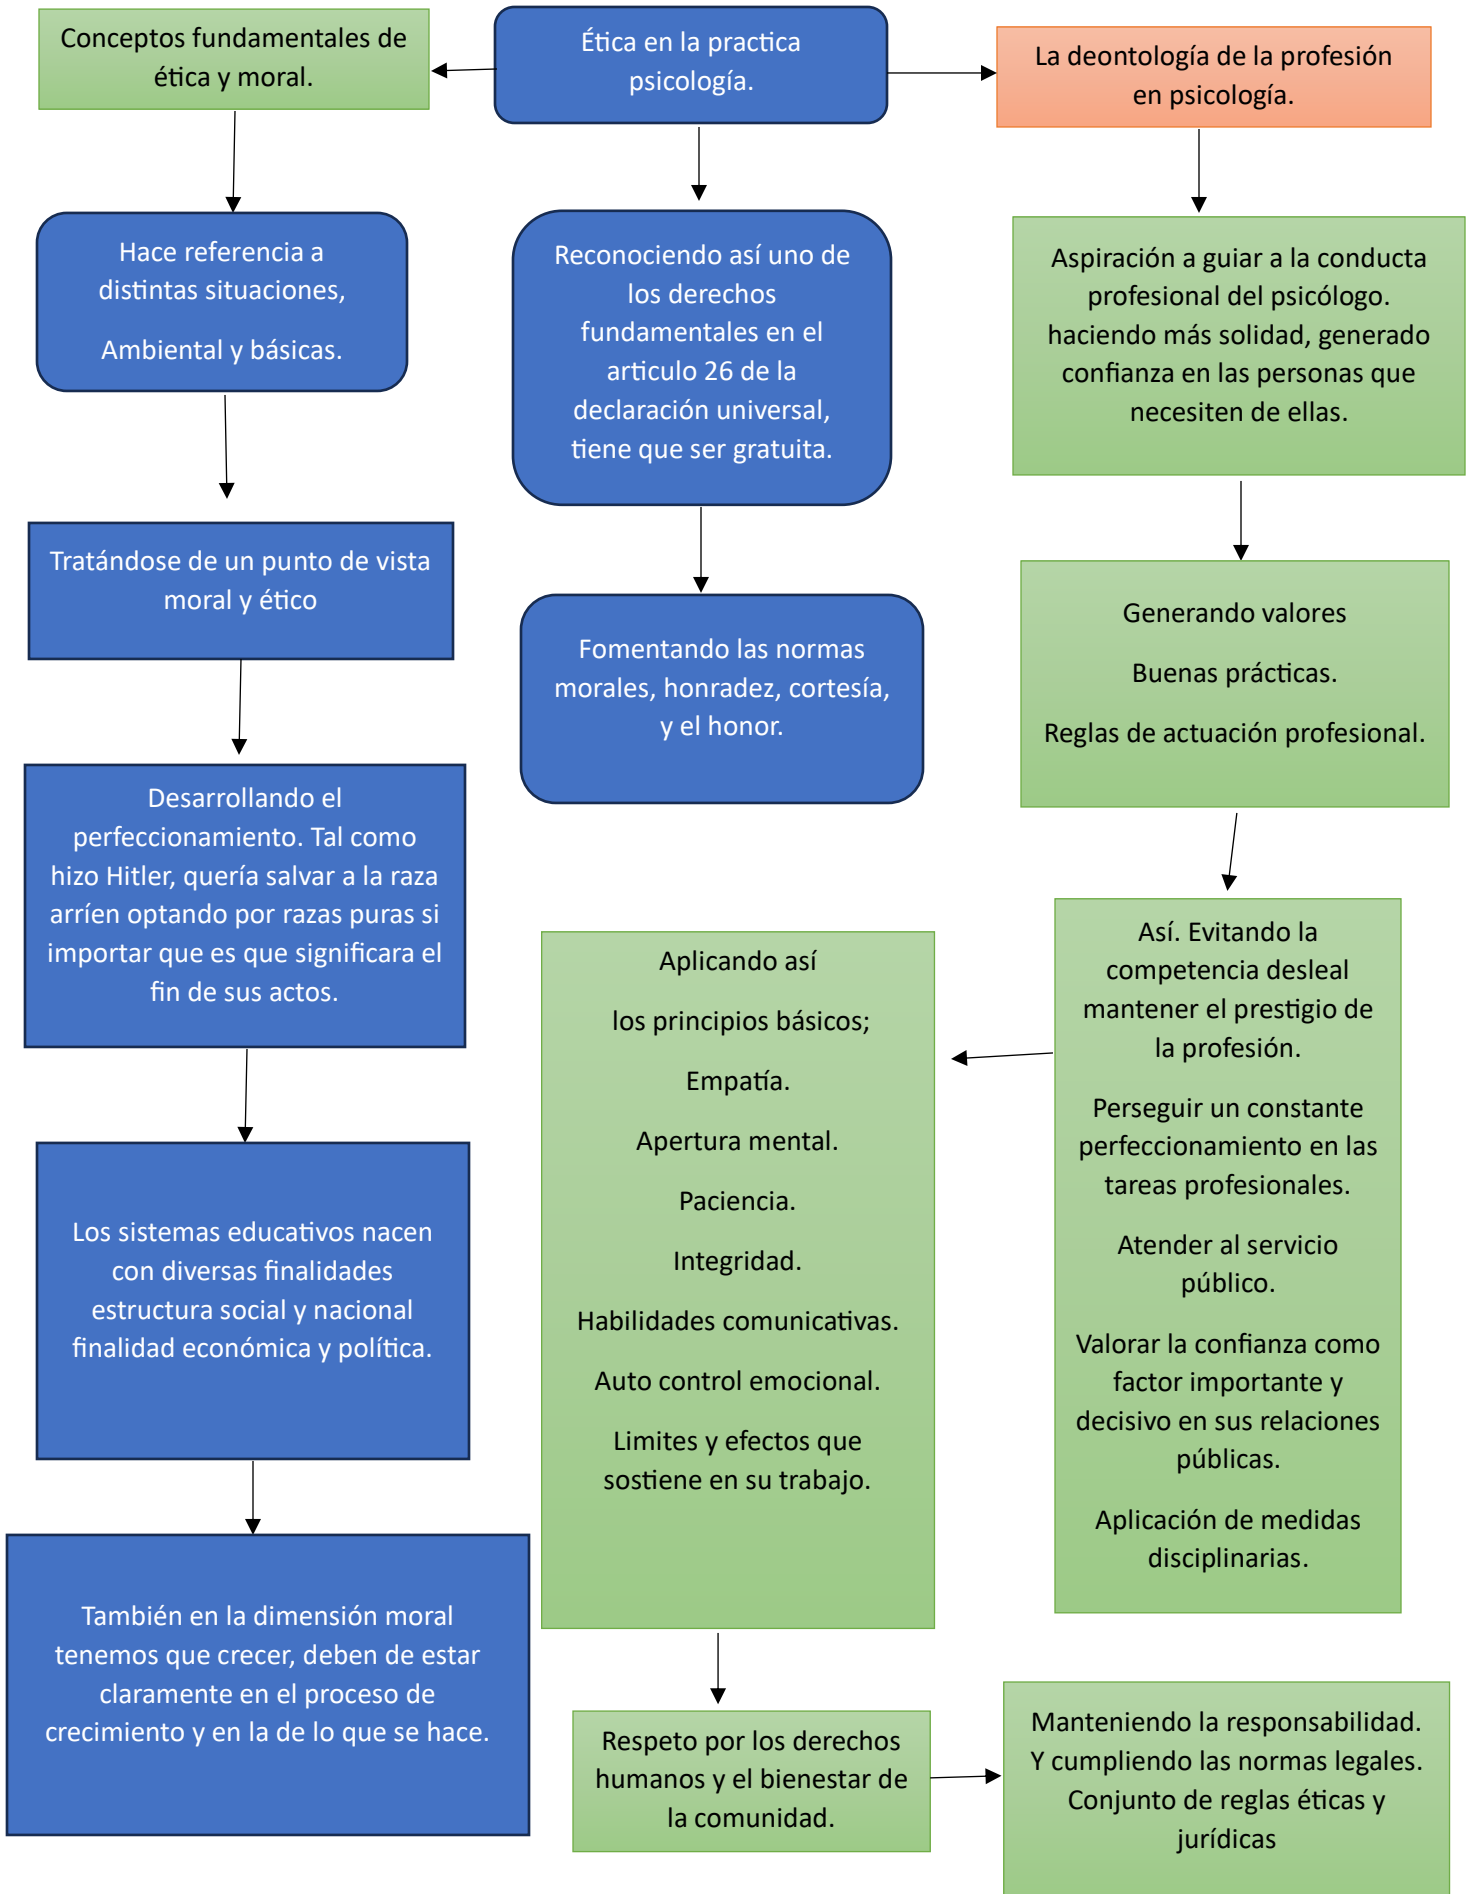 Conceptos fundamentales de
ética y moral.
Ética en la practica
psicología.
La deontología de la profesión
en psicología.
Hace referencia a
distintas situaciones,
Ambiental y básicas.
Tratándose de un punto de vista
moral y ético
Desarrollando el
perfeccionamiento. Tal como
hizo Hitler, quería salvar a la raza
arríen optando por razas puras si
importar que es que significara el
fin de sus actos.
Los sistemas educativos nacen
con diversas finalidades
estructura social y nacional
finalidad económica y política.
También en la dimensión moral
tenemos que crecer, deben de estar
claramente en el proceso de
crecimiento y en la de lo que se hace.
Reconociendo así uno de
los derechos
fundamentales en el
articulo 26 de la
declaración universal,
tiene que ser gratuita.
Fomentando las normas
morales, honradez, cortesía,
y el honor.
Aspiración a guiar a la conducta
profesional del psicólogo.
haciendo más solidad, generado
confianza en las personas que
necesiten de ellas.
Generando valores
Buenas prácticas.
Reglas de actuación profesional.
Así. Evitando la
competencia desleal
mantener el prestigio de
la profesión.
Perseguir un constante
perfeccionamiento en las
tareas profesionales.
Atender al servicio
público.
Valorar la confianza como
factor importante y
decisivo en sus relaciones
públicas.
Aplicación de medidas
disciplinarias.
Aplicando así
los principios básicos;
Empatía.
Apertura mental.
Paciencia.
Integridad.
Habilidades comunicativas.
Auto control emocional.
Limites y efectos que
sostiene en su trabajo.
Respeto por los derechos
humanos y el bienestar de
la comunidad.
Manteniendo la responsabilidad.
Y cumpliendo las normas legales.
Conjunto de reglas éticas y
jurídicas